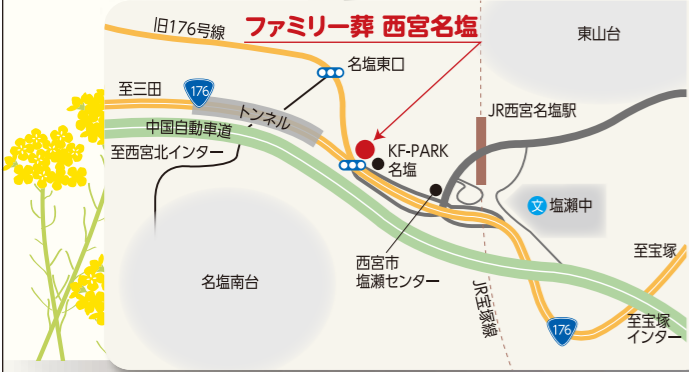 旧176号線
ファミリー葬 西宮名塩
東山台
名塩東口
176
至三田
トンネル
JR西宮名塩駅
中国自動車道
至西宮北インター
KF-PARK
名塩
文 塩瀬中
西宮市
塩瀬センター
名塩南台
JR宝塚線
至宝塚
176
至宝塚
インター